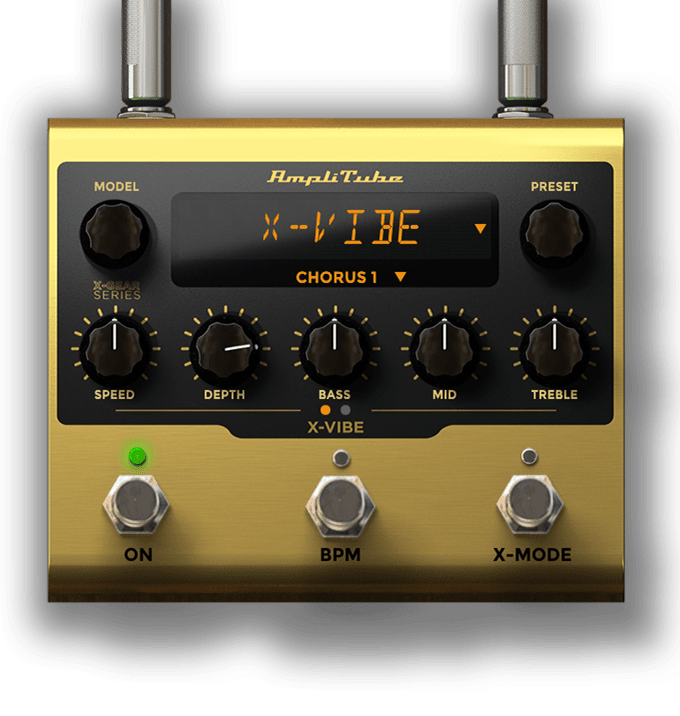 AmpliTube
MODEL
PRESET
X-VIBE
CHORUS 1
X-GEAR
SERIES
SPEED
DEPTH
BASS
MID
TREBLE
X-VIBE
ON
BPM
X-MODE